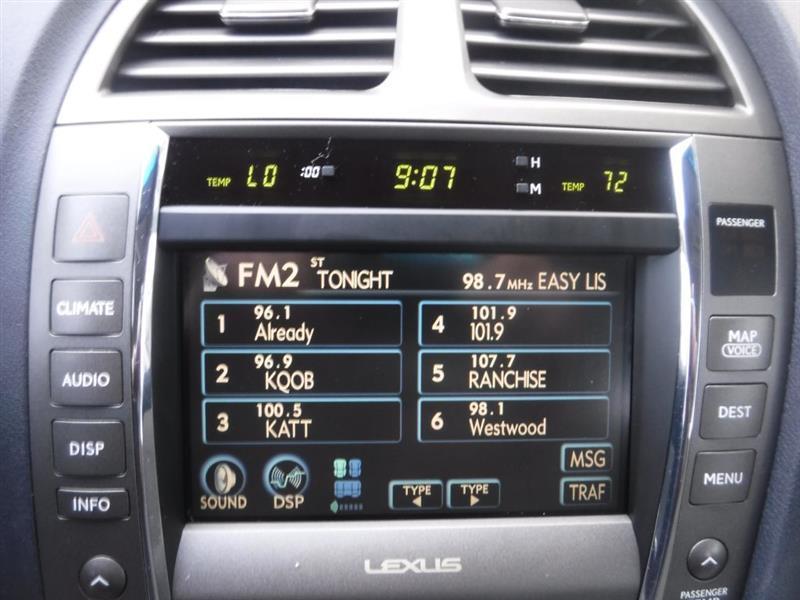 TEMP LO :00 9:07 H
M TEMP 72
PASSENGER
FM2 ST TONIGHT 98.7 MHz EASY LIS
CLIMATE
1 96.1 Already
4 101.9 101.9
MAP
VOICE
AUDIO
2 96.9 KQOB
5 107.7 RANCHISE
DEST
3 100.5 KATT
6 98.1 Westwood
DISP
MSG
MENU
INFO
SOUND DSP TYPE TYPE TRAF
LEXUS
PASSENGER